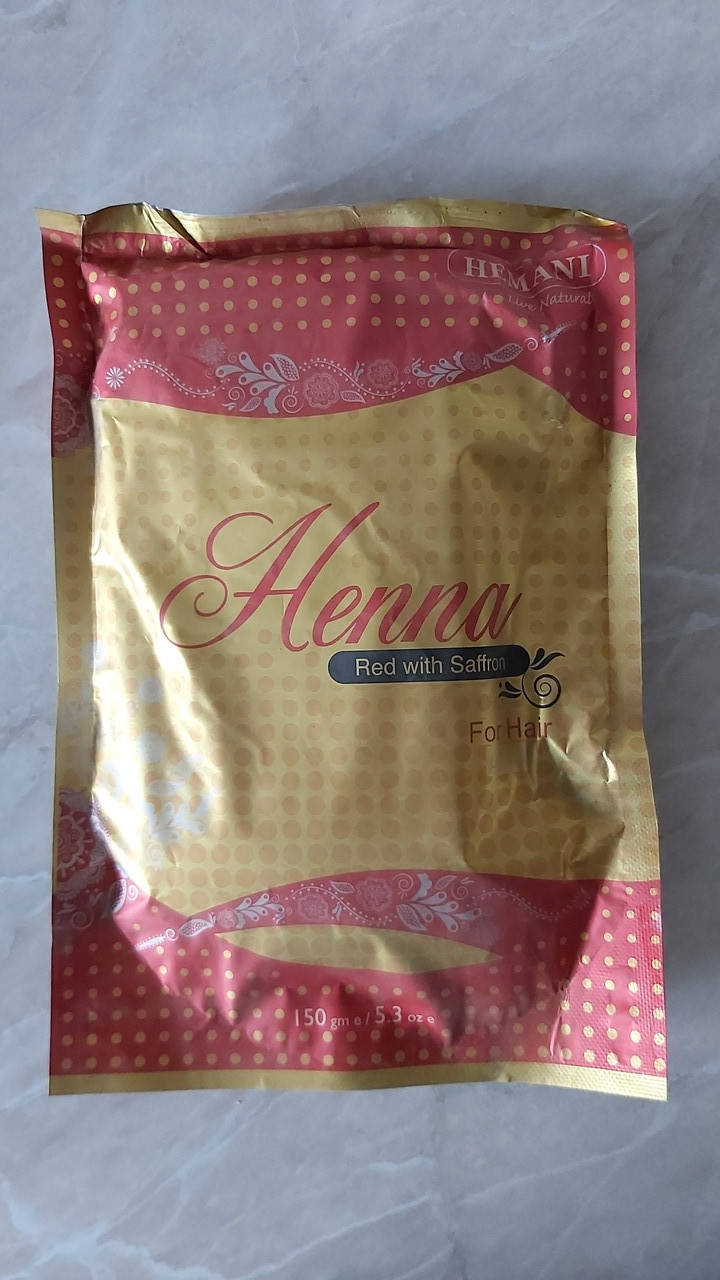 HEMANI
Live Natural
Henna
Red with Saffron
For Hair
150 gm e / 5.3 oz e